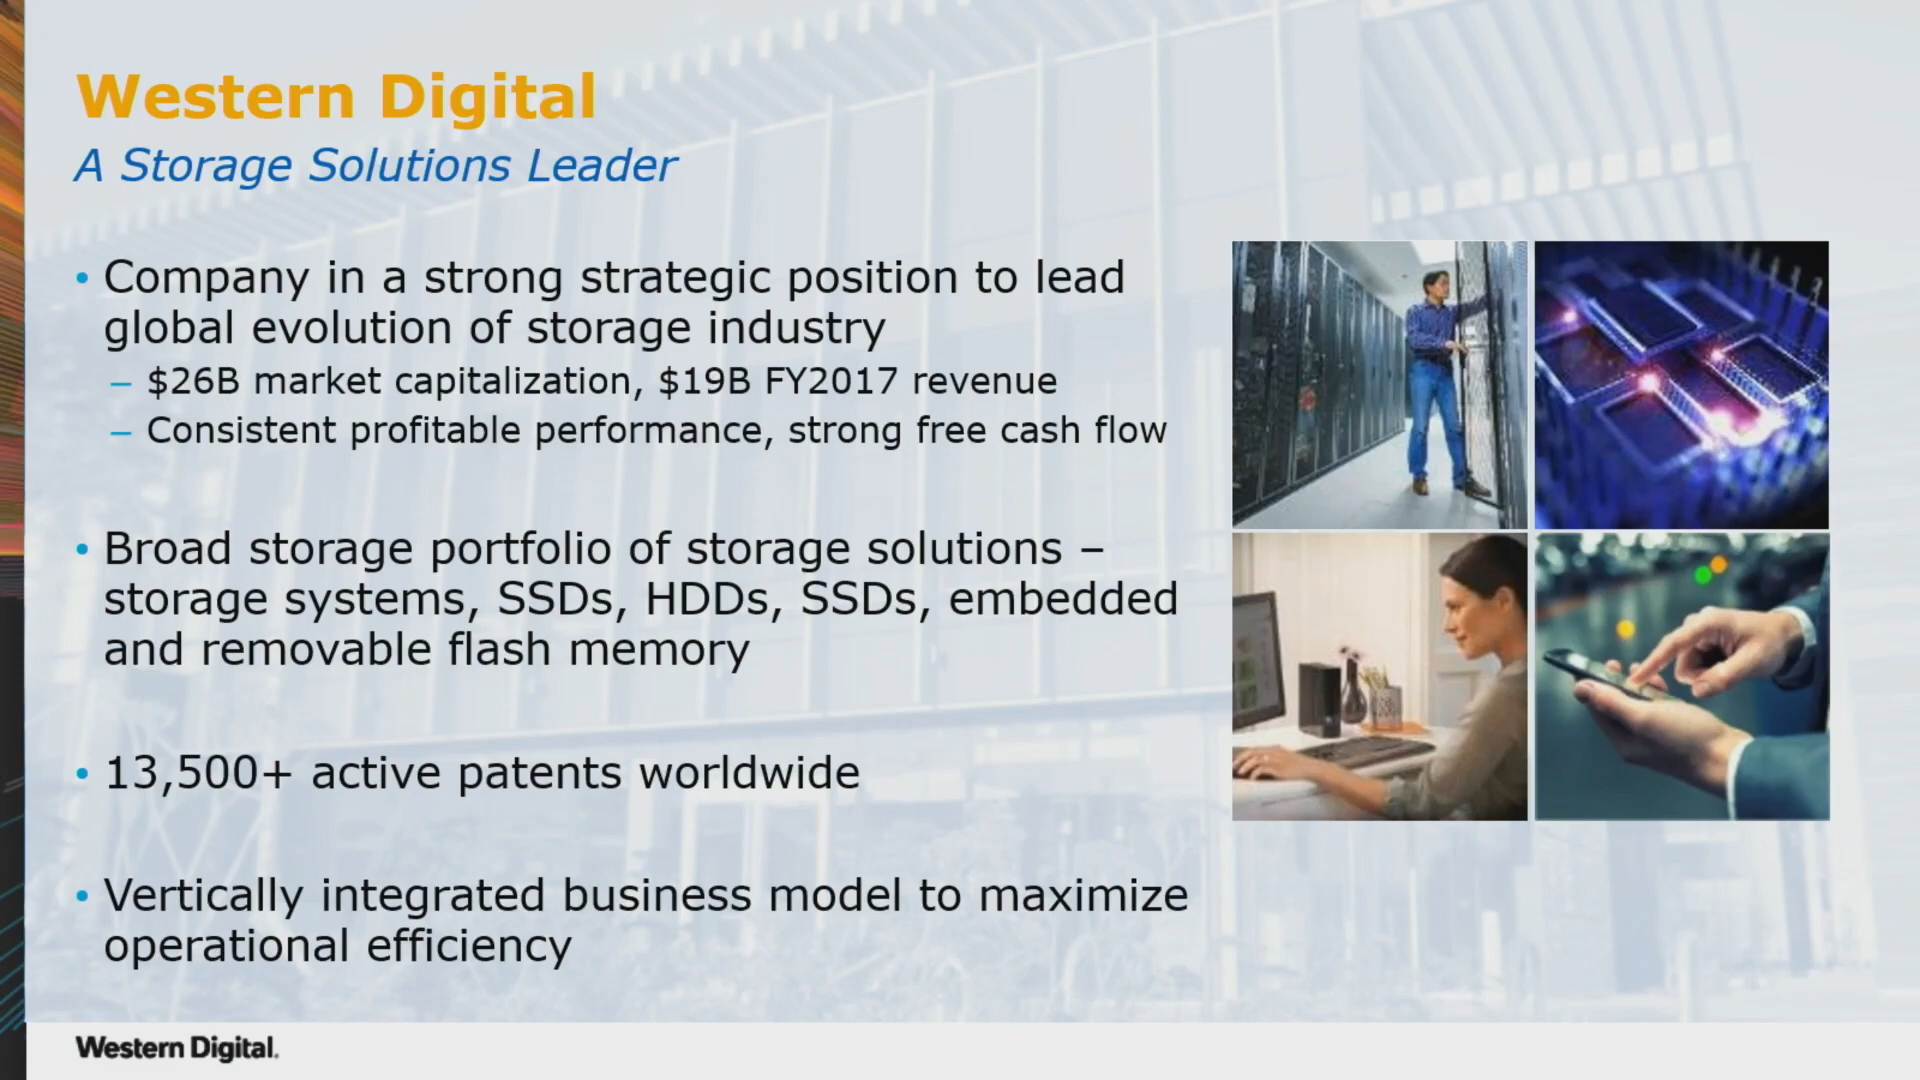 Western Digital
A Storage Solutions Leader
• Company in a strong strategic position to lead
global evolution of storage industry
– $26B market capitalization, $19B FY2017 revenue
– Consistent profitable performance, strong free cash flow
• Broad storage portfolio of storage solutions –
storage systems, SSDs, HDDs, SSDs, embedded
and removable flash memory
• 13,500+ active patents worldwide
• Vertically integrated business model to maximize
operational efficiency
Western Digital.